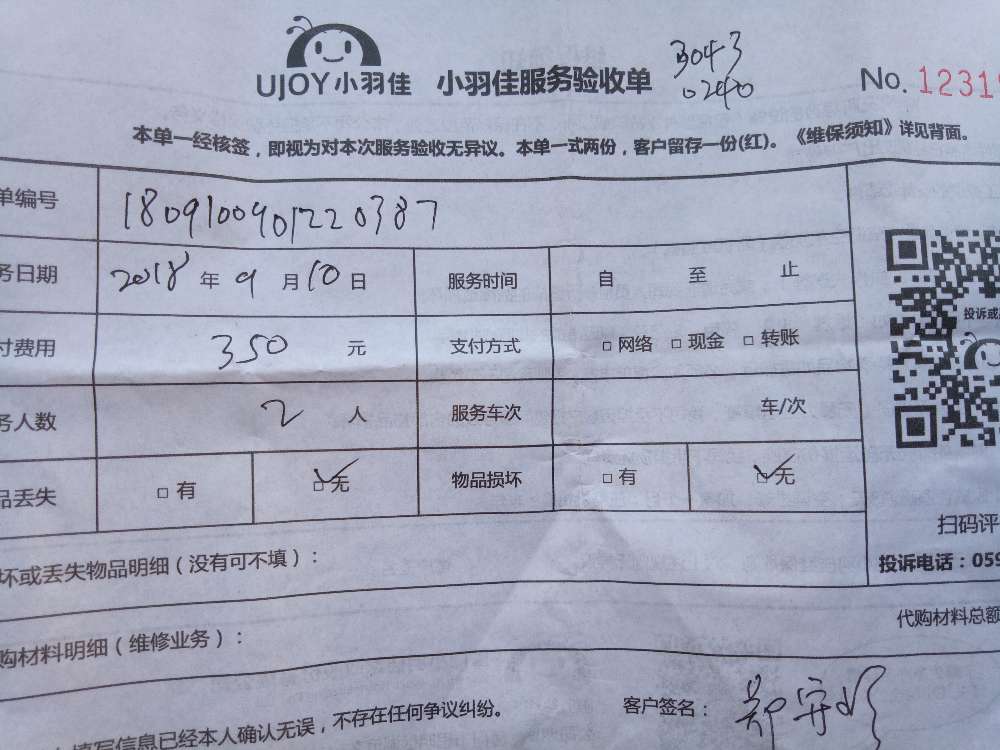 UJOY小羽佳 小羽佳服务验收单 3043
0240
No. 12319
本单一经核签，即视为对本次服务验收无异议。本单一式两份，客户留存一份(红)。《维保须知》详见背面。
单编号 1809100401220387
务日期 2018 年 9 月 10 日 服务时间 自 至 止
付费用 350 元 支付方式 □ 网络 □ 现金 □ 转账
务人数 2 人 服务车次 车/次
品丢失 □ 有 □ 无 物品损坏 □ 有 □ 无
投诉或
扫码评
投诉电话：059
坏或丢失物品明细（没有可不填）：
代购材料总额
购材料明细（维修业务）：
填写信息已经本人确认无误，不存在任何争议纠纷。
客户签名：